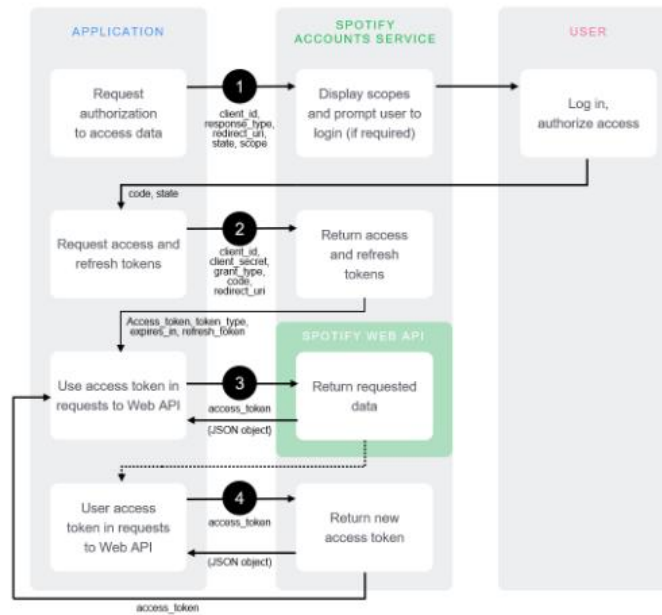 APPLICATION
SPOTIFY
ACCOUNTS SERVICE
USER
Request
authorization
to access data
1
client_id,
response_type,
redirect_uri,
state, scope
Display scopes
and prompt user to
login (if required)
Log in,
authorize access
code, state
Request access and
refresh tokens
2
client_id,
client_secret,
grant_type,
code,
redirect_uri
Return access
and refresh
tokens
Access_token, token_type,
expires_in, refresh_token
SPOTIFY WEB API
Use access token in
requests to Web API
3
access_token
(JSON object)
Return requested
data
User access
token in requests
to Web API
4
access_token
(JSON object)
Return new
access token
access_token